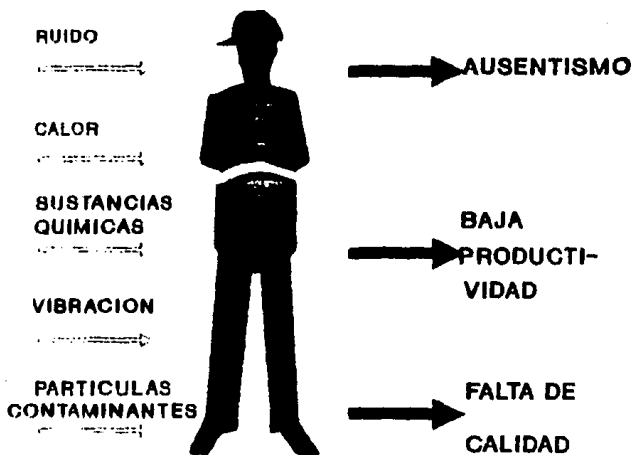 RUIDO
CALOR
SUSTANCIAS
QUIMICAS
VIBRACION
PARTICULAS
CONTAMINANTES
AUSENTISMO
BAJA
PRODUCTI-
VIDAD
FALTA DE
CALIDAD